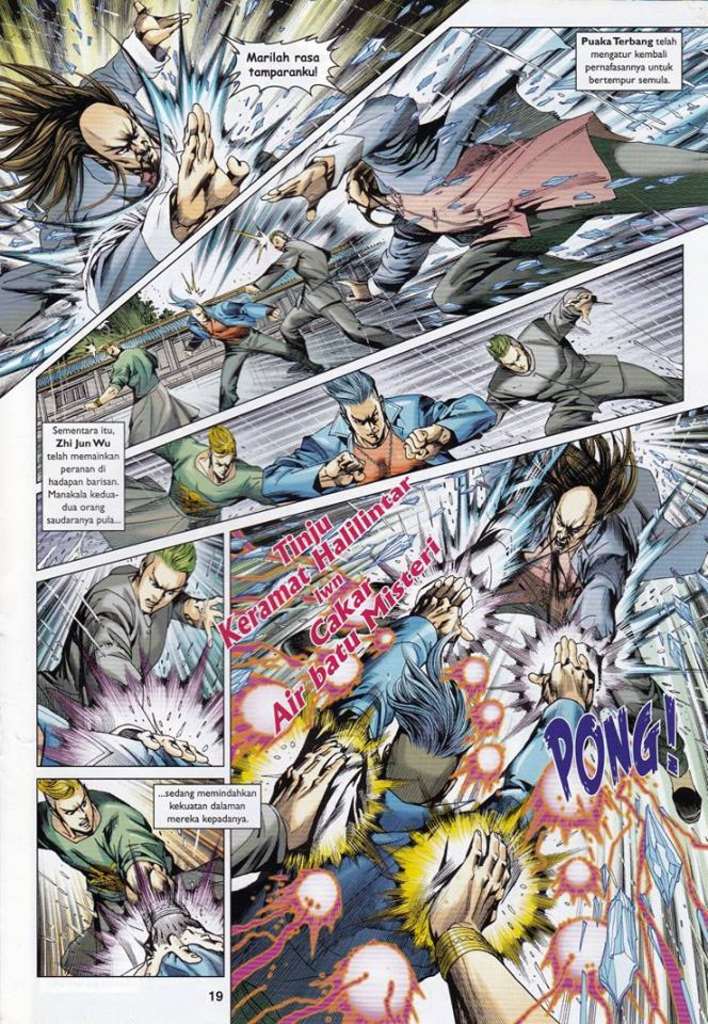 Marilah rasa
tamparanku!
Puaka Terbang telah
mengatur kembali
pernafasannya untuk
bertempur semula.
Sementara itu,
Zhi Jun Wu
telah memainkan
peranan di
hadapan barisan.
Manakala kedua-
dua orang
saudaranya pula...
Tinju
Keramat Halilintar
lwn
Cakar
Air batu Misteri
PONG!
...sedang memindahkan
kekuatan dalaman
mereka kepadanya.
19